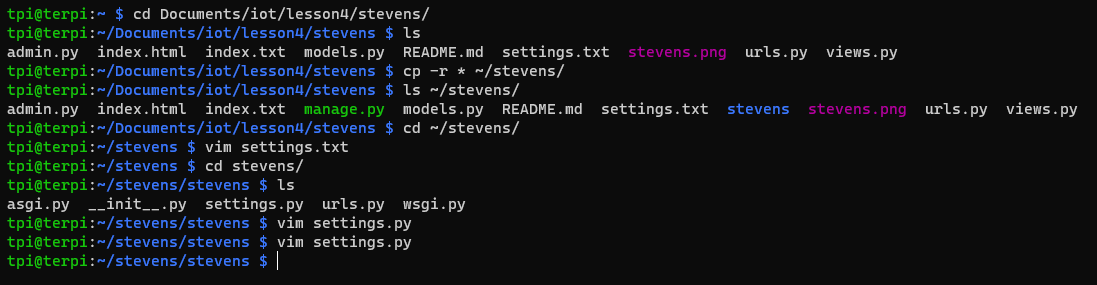 tpi@terpi:~ $ cd Documents/iot/lesson4/stevens/
tpi@terpi:~/Documents/iot/lesson4/stevens $ ls
admin.py  index.html  index.txt  models.py  README.md  settings.txt  stevens.png  urls.py  views.py
tpi@terpi:~/Documents/iot/lesson4/stevens $ cp -r * ~/stevens/
tpi@terpi:~/Documents/iot/lesson4/stevens $ ls ~/stevens/
admin.py  index.html  index.txt  manage.py  models.py  README.md  settings.txt  stevens  stevens.png  urls.py  views.py
tpi@terpi:~/Documents/iot/lesson4/stevens $ cd ~/stevens/
tpi@terpi:~/stevens $ vim settings.txt
tpi@terpi:~/stevens $ cd stevens/
tpi@terpi:~/stevens/stevens $ ls
asgi.py  __init__.py  settings.py  urls.py  wsgi.py
tpi@terpi:~/stevens/stevens $ vim settings.py
tpi@terpi:~/stevens/stevens $ vim settings.py
tpi@terpi:~/stevens/stevens $